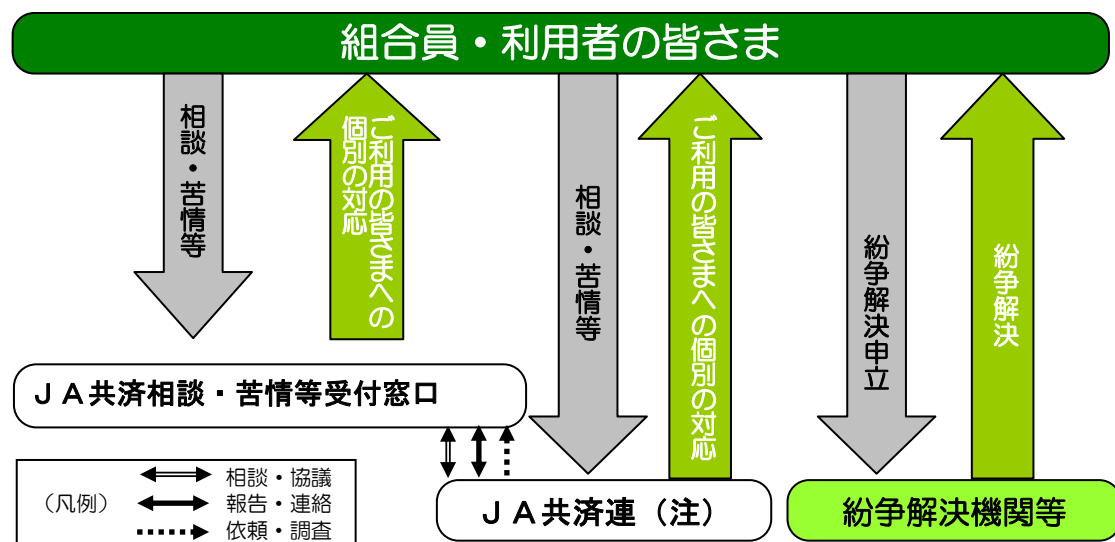 組合員・利用者の皆さま
相談・苦情等
ご利用の皆さまへの
個別の対応
相談・苦情等
ご利用の皆さまへの個別の対応
紛争解決申立
紛争解決
ＪＡ共済相談・苦情等受付窓口
（凡例）
相談・協議
報告・連絡
依頼・調査
ＪＡ共済連（注）
紛争解決機関等